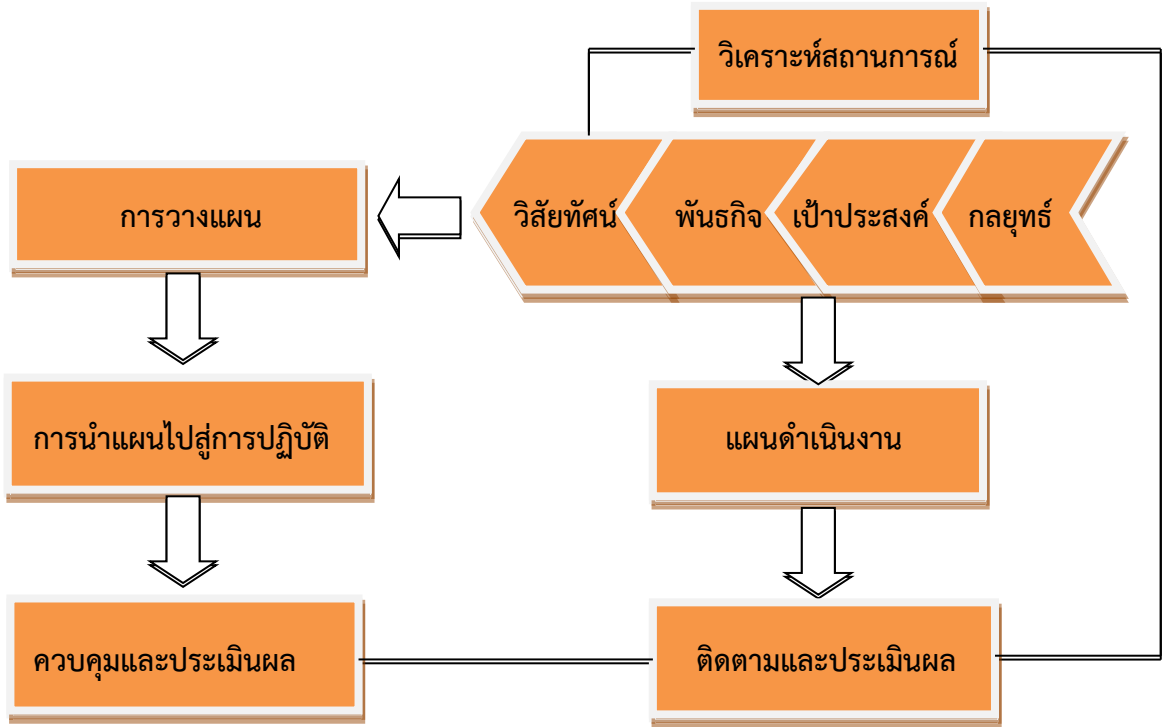 วิเคราะห์สถานการณ์
วิสัยทัศน์
พันธกิจ
เป้าประสงค์
กลยุทธ์
การวางแผน
การนำแผนไปสู่การปฏิบัติ
แผนดำเนินงาน
ควบคุมและประเมินผล
ติดตามและประเมินผล